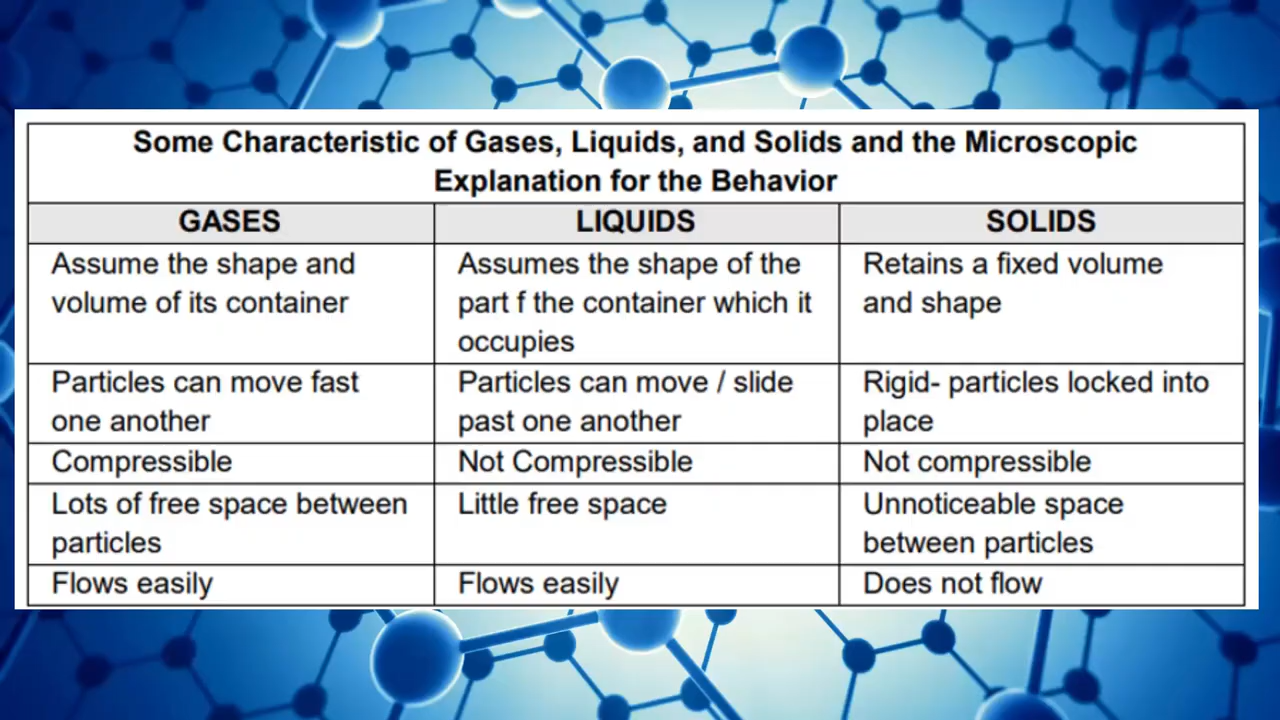 Some Characteristic of Gases, Liquids, and Solids and the Microscopic
Explanation for the Behavior
GASES
LIQUIDS
SOLIDS
Assume the shape and
volume of its container
Assumes the shape of the
part f the container which it
occupies
Retains a fixed volume
and shape
Particles can move fast
one another
Particles can move / slide
past one another
Rigid- particles locked into
place
Compressible
Not Compressible
Not compressible
Lots of free space between
particles
Little free space
Unnoticeable space
between particles
Flows easily
Flows easily
Does not flow